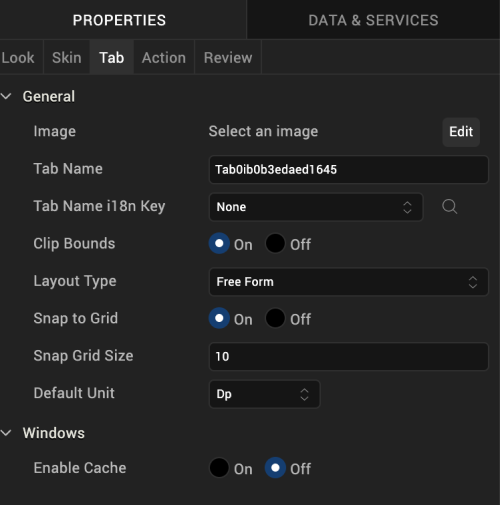 PROPERTIES DATA & SERVICES
Look Skin Tab Action Review
General
Image Select an image Edit
Tab Name Tab0ib0b3edaed1645
Tab Name i18n Key None
Clip Bounds On Off
Layout Type Free Form
Snap to Grid On Off
Snap Grid Size 10
Default Unit Dp
Windows
Enable Cache On Off